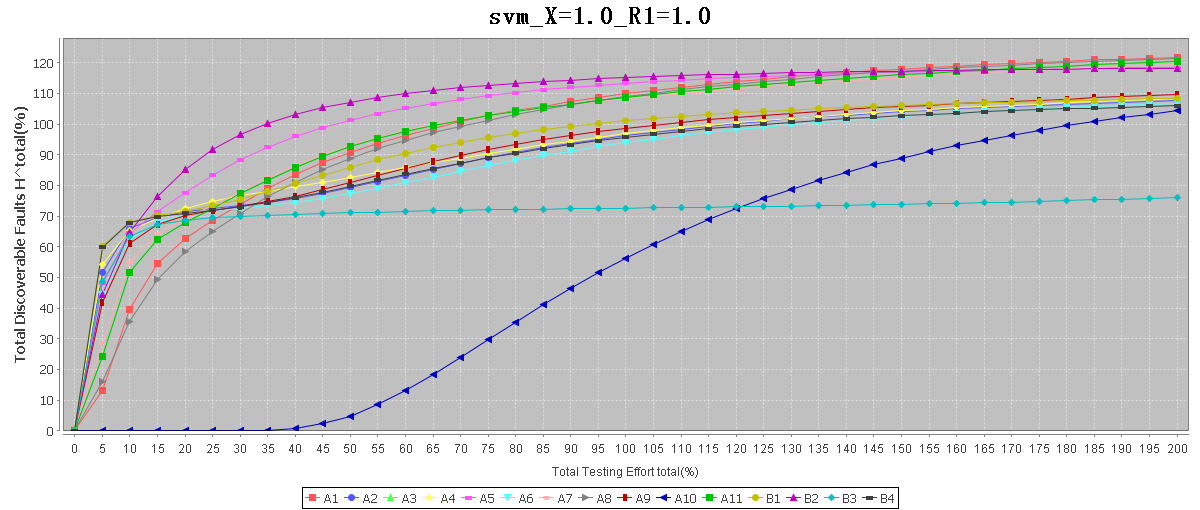 svm_X=1.0_R1=1.0
Total Discoverable Faults H^total(%)
120
110
100
90
80
70
60
50
40
30
20
10
0
0 5 10 15 20 25 30 35 40 45 50 55 60 65 70 75 80 85 90 95 100 105 110 115 120 125 130 135 140 145 150 155 160 165 170 175 180 185 190 195 200
Total Testing Effort total(%)
A1 A2 A3 A4 A5 A6 A7 A8 A9 A10 A11 B1 B2 B3 B4